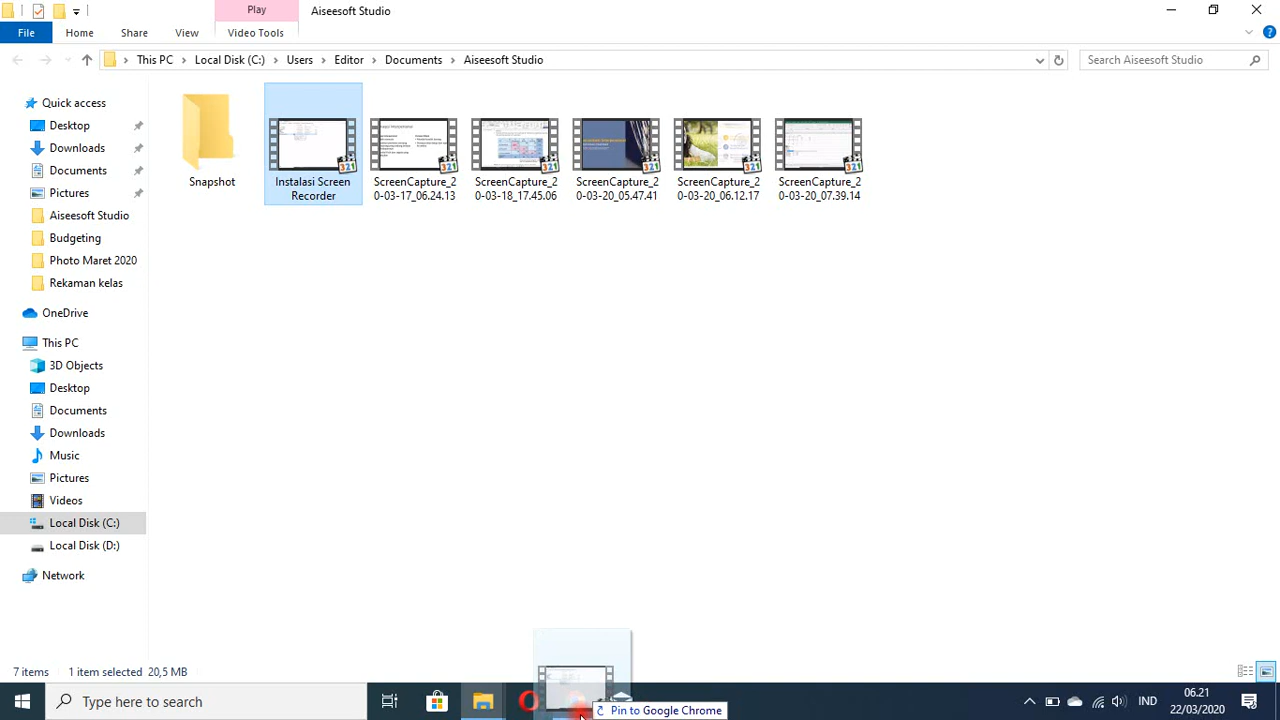 Play
Aiseesoft Studio
File
Home
Share
View
Video Tools
This PC
Local Disk (C:)
Users
Editor
Documents
Aiseesoft Studio
Search Aiseesoft Studio
Quick access
Desktop
Downloads
Documents
Pictures
Aiseesoft Studio
Budgeting
Photo Maret 2020
Rekaman kelas
OneDrive
This PC
3D Objects
Desktop
Documents
Downloads
Music
Pictures
Videos
Local Disk (C:)
Local Disk (D:)
Network
Snapshot
Instalasi Screen
Recorder
ScreenCapture_2
0-03-17_06.24.13
ScreenCapture_2
0-03-18_17.45.06
ScreenCapture_2
0-03-20_05.47.41
ScreenCapture_2
0-03-20_06.12.17
ScreenCapture_2
0-03-20_07.39.14
7 items
1 item selected 20,5 MB
Type here to search
Pin to Google Chrome
IND
06.21
22/03/2020